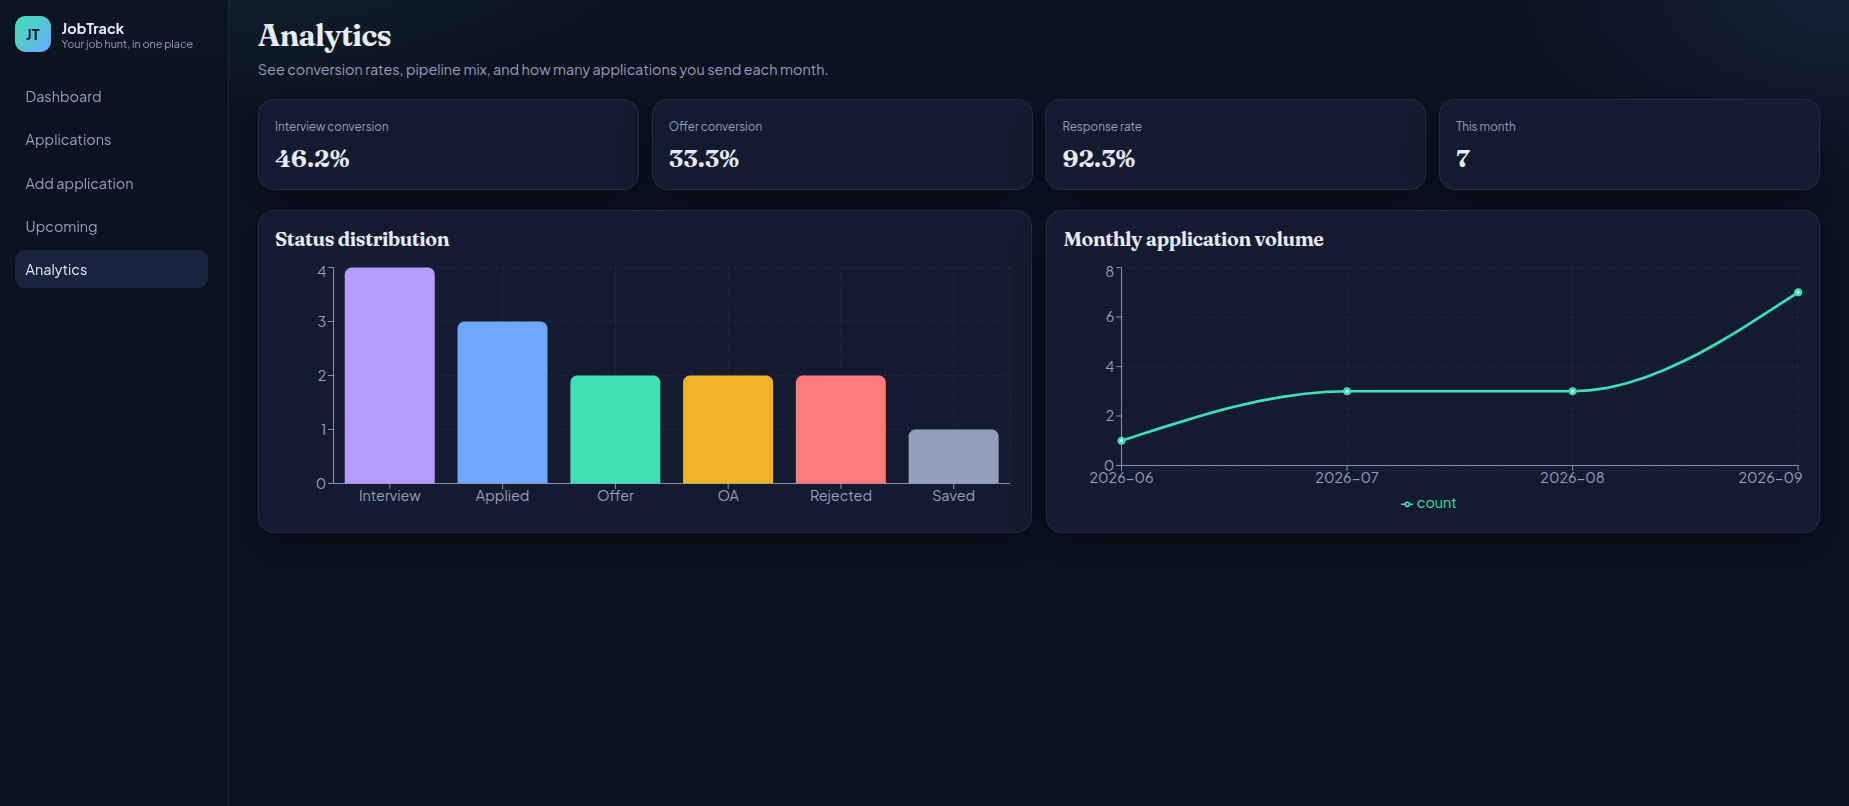 JT
JobTrack
Your job hunt, in one place
Dashboard
Applications
Add application
Upcoming
Analytics
Analytics
See conversion rates, pipeline mix, and how many applications you send each month.
Interview conversion
46.2%
Offer conversion
33.3%
Response rate
92.3%
This month
7
Status distribution
4
3
2
1
0
Interview Applied Offer OA Rejected Saved
Monthly application volume
8
6
4
2
0
2026-06 2026-07 2026-08 2026-09
count